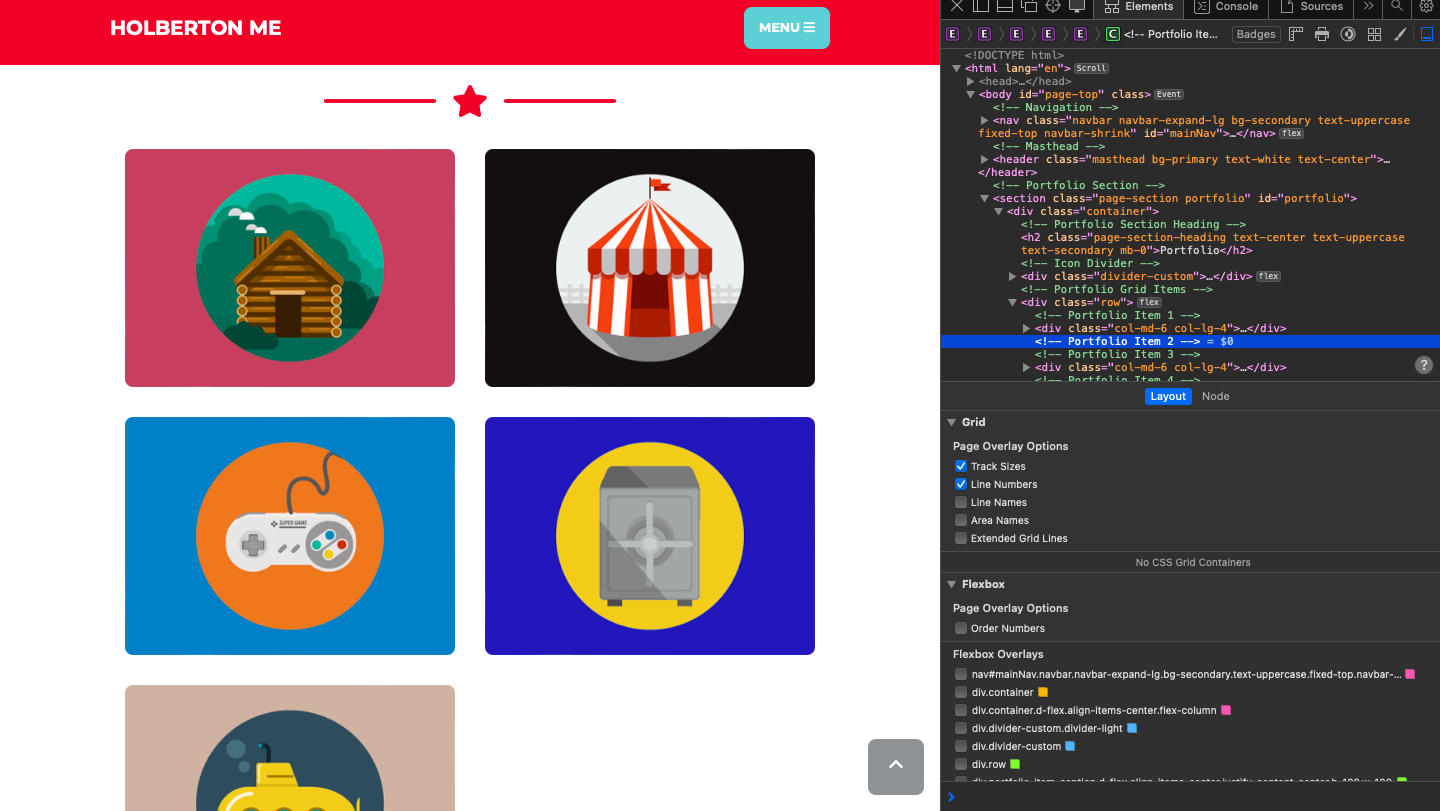 HOLBERTON ME
MENU ☰
SUPER GAME
Elements
Console
Sources
E
E
E
E
E
C <!-- Portfolio Ite...
Badges
<!DOCTYPE html>
<html lang="en"> Scroll
<head>…</head>
<body id="page-top" class> Event
<!-- Navigation -->
<nav class="navbar navbar-expand-lg bg-secondary text-uppercase
fixed-top navbar-shrink" id="mainNav">…</nav> flex
<!-- Masthead -->
<header class="masthead bg-primary text-white text-center">…
</header>
<!-- Portfolio Section -->
<section class="page-section portfolio" id="portfolio">
<div class="container">
<!-- Portfolio Section Heading -->
<h2 class="page-section-heading text-center text-uppercase
text-secondary mb-0">Portfolio</h2>
<!-- Icon Divider -->
<div class="divider-custom">…</div> flex
<!-- Portfolio Grid Items -->
<div class="row"> flex
<!-- Portfolio Item 1 -->
<div class="col-md-6 col-lg-4">…</div>
<!-- Portfolio Item 2 --> = $0
<!-- Portfolio Item 3 -->
<div class="col-md-6 col-lg-4">…</div>
<!-- Portfolio Item 4 -->
?
Layout
Node
Grid
Page Overlay Options
Track Sizes
Line Numbers
Line Names
Area Names
Extended Grid Lines
No CSS Grid Containers
Flexbox
Page Overlay Options
Order Numbers
Flexbox Overlays
nav#mainNav.navbar.navbar-expand-lg.bg-secondary.text-uppercase.fixed-top.navbar-...
div.container
div.container.d-flex.align-items-center.flex-column
div.divider-custom.divider-light
div.divider-custom
div.row